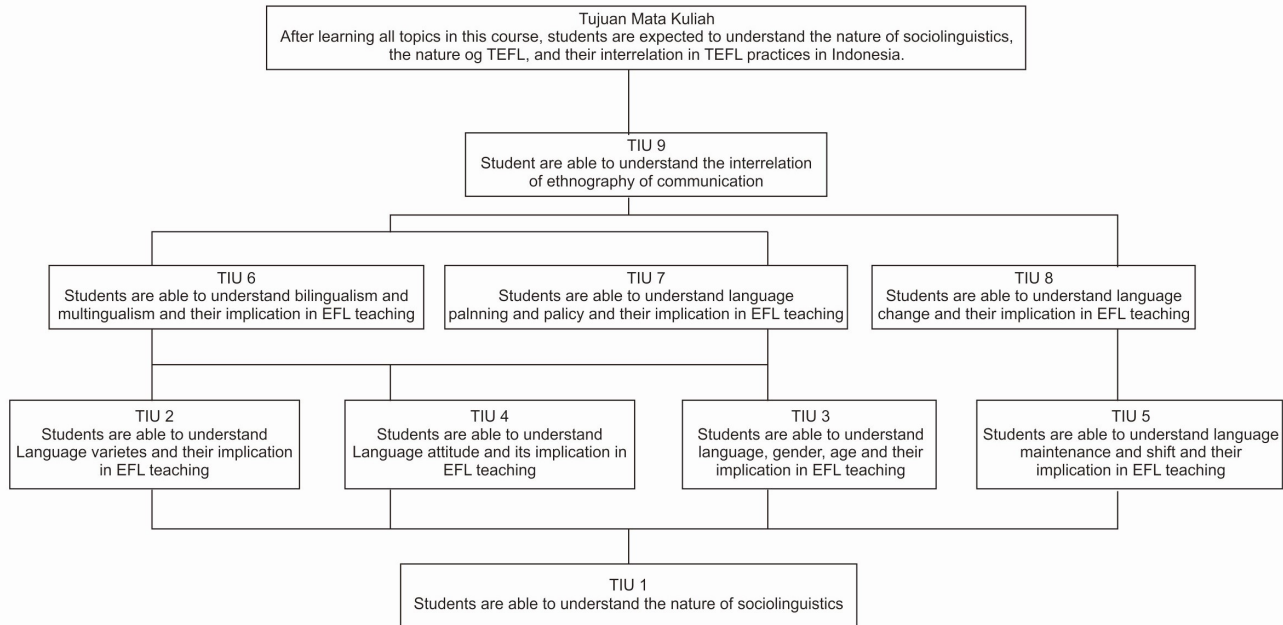 Tujuan Mata Kuliah
After learning all topics in this course, students are expected to understand the nature of sociolinguistics,
the nature og TEFL, and their interrelation in TEFL practices in Indonesia.
TIU 9
Student are able to understand the interrelation
of ethnography of communication
TIU 6
Students are able to understand bilingualism and
multingualism and their implication in EFL teaching
TIU 7
Students are able to understand language
palnning and palicy and their implication in EFL teaching
TIU 8
Students are able to understand language
change and their implication in EFL teaching
TIU 2
Students are able to understand
Language varietes and their implication
in EFL teaching
TIU 4
Students are able to understand
Language attitude and its implication in
EFL teaching
TIU 3
Students are able to understand
language, gender, age and their
implication in EFL teaching
TIU 5
Students are able to understand language
maintenance and shift and their
implication in EFL teaching
TIU 1
Students are able to understand the nature of sociolinguistics